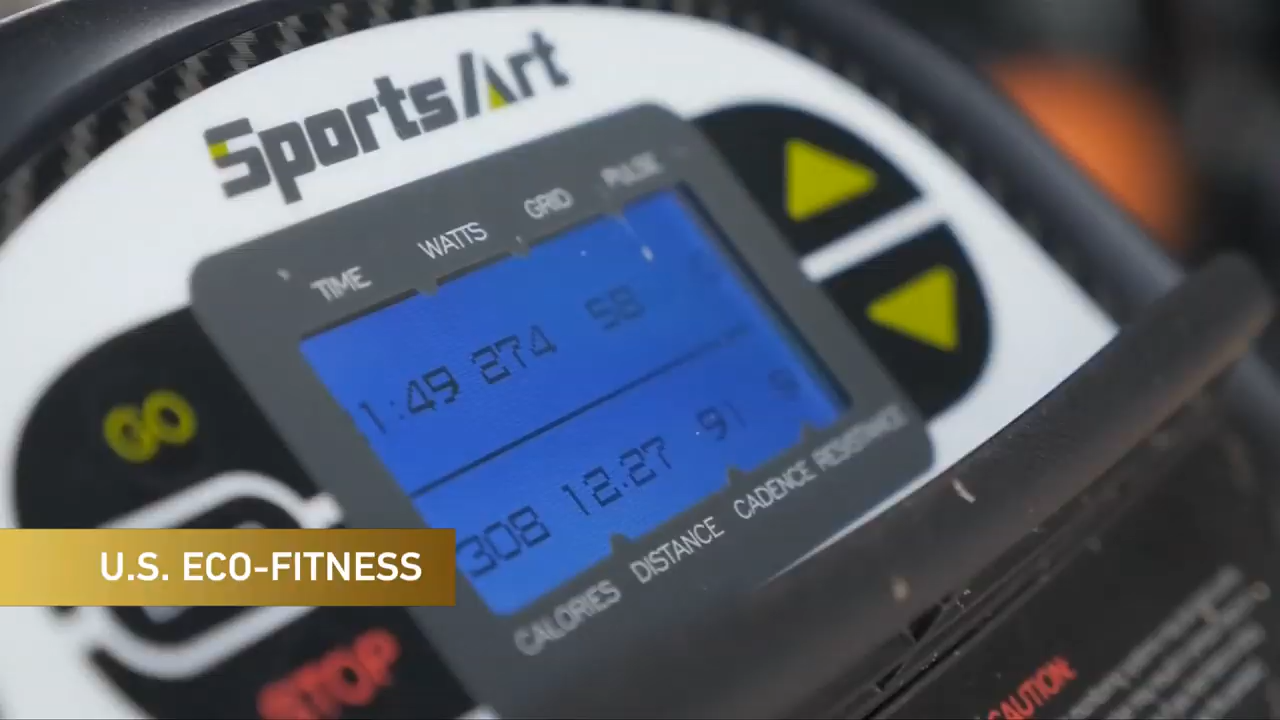 SportsArt
TIME WATTS GRID PULSE
1:49 274 58
308 12.27 91 9
CALORIES DISTANCE CADENCE RESISTANCE
GO
STOP
U.S. ECO-FITNESS
CAUTION